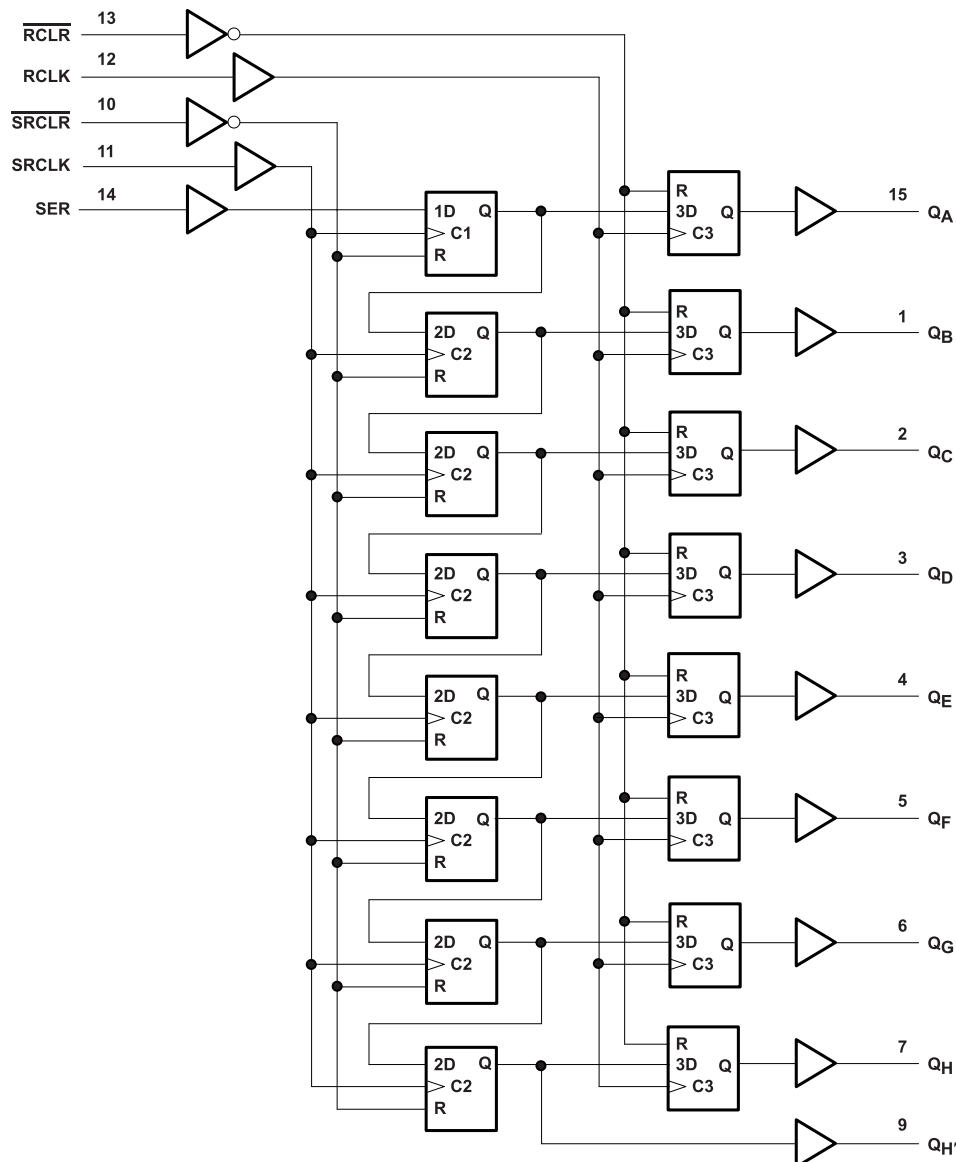 RCLR 13
RCLK 12
SRCLR 10
SRCLK 11
SER 14
1D Q
C1
R
R
3D Q
C3
15 QA
2D Q
C2
R
R
3D Q
C3
1 QB
2D Q
C2
R
R
3D Q
C3
2 QC
2D Q
C2
R
R
3D Q
C3
3 QD
2D Q
C2
R
R
3D Q
C3
4 QE
2D Q
C2
R
R
3D Q
C3
5 QF
2D Q
C2
R
R
3D Q
C3
6 QG
2D Q
C2
R
R
3D Q
C3
7 QH
9 QH'